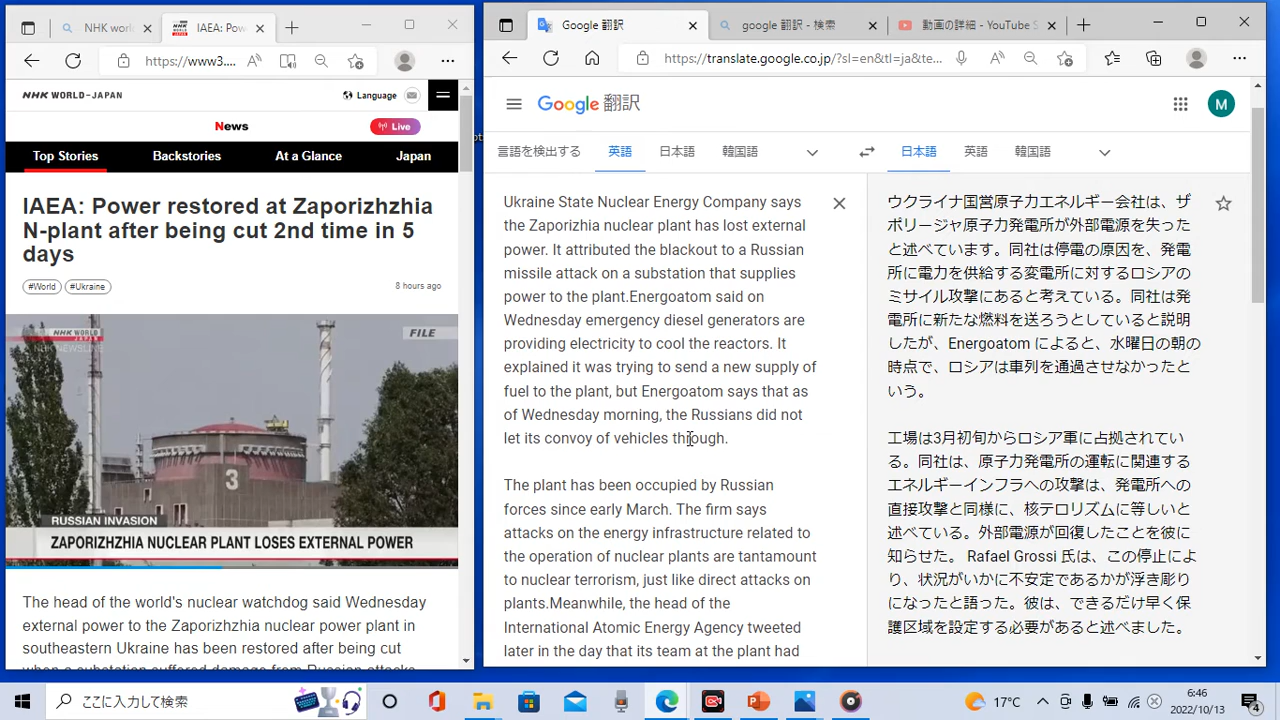 NHK wor
IAEA: Pow
https://www3....
NHK WORLD-JAPAN
Language
News
Live
Top Stories
Backstories
At a Glance
Japan
IAEA: Power restored at Zaporizhzhia
N-plant after being cut 2nd time in 5
days
#World
#Ukraine
8 hours ago
NHK WORLD
JAPAN
NHK NEWSLINE
FILE
3
RUSSIAN INVASION
ZAPORIZHZHIA NUCLEAR PLANT LOSES EXTERNAL POWER
The head of the world's nuclear watchdog said Wednesday
external power to the Zaporizhzhia nuclear power plant in
southeastern Ukraine has been restored after being cut
when a substation suffered damage from Russian attacks
Google 翻訳
google 翻訳 - 検索
動画の詳細 - YouTube S
https://translate.google.co.jp/?sl=en&tl=ja&te...
Google 翻訳
M
言語を検出する
英語
日本語
韓国語
日本語
英語
韓国語
Ukraine State Nuclear Energy Company says
the Zaporizhia nuclear plant has lost external
power. It attributed the blackout to a Russian
missile attack on a substation that supplies
power to the plant.Energoatom said on
Wednesday emergency diesel generators are
providing electricity to cool the reactors. It
explained it was trying to send a new supply of
fuel to the plant, but Energoatom says that as
of Wednesday morning, the Russians did not
let its convoy of vehicles through.
The plant has been occupied by Russian
forces since early March. The firm says
attacks on the energy infrastructure related to
the operation of nuclear plants are tantamount
to nuclear terrorism, just like direct attacks on
plants.Meanwhile, the head of the
International Atomic Energy Agency tweeted
later in the day that its team at the plant had
ウクライナ国営原子力エネルギー会社は、ザ
ポリージャ原子力発電所が外部電源を失った
と述べています。同社は停電の原因を、発電
所に電力を供給する変電所に対するロシアの
ミサイル攻撃にあると考えている。同社は発
電所に新たな燃料を送ろうとしていると説明
したが、Energoatom によると、水曜日の朝の
時点で、ロシアは車列を通過させなかったと
いう。
工場は3月初旬からロシア軍に占拠されてい
る。同社は、原子力発電所の運転に関連する
エネルギーインフラへの攻撃は、発電所への
直接攻撃と同様に、核テロリズムに等しいと
述べている。外部電源が回復したことを彼に
知らせた。 Rafael Grossi 氏は、この停止によ
り、状況がいかに不安定であるかが浮き彫り
になったと語った。彼は、できるだけ早く保
護区域を設定する必要があると述べました。
ここに入力して検索
17°C
6:46
2022/10/13
4